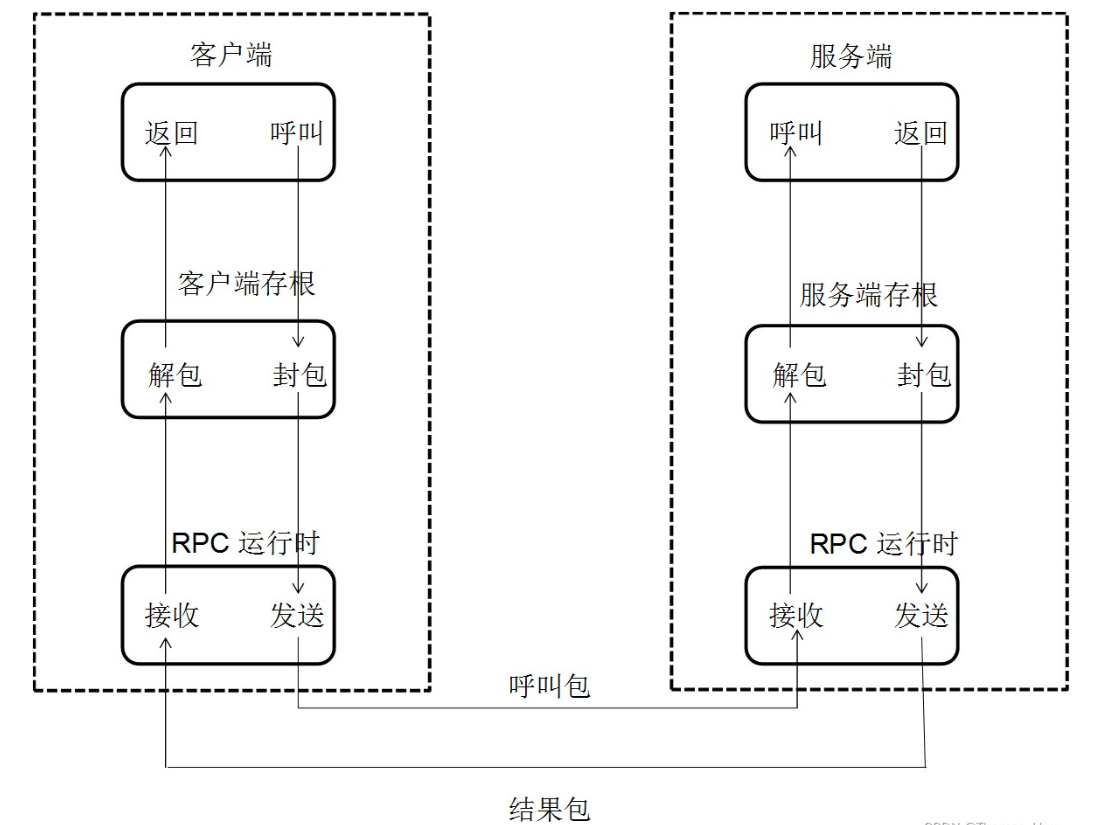 客户端
返回 呼叫
客户端存根
解包 封包
RPC 运行时
接收 发送
服务端
呼叫 返回
服务端存根
解包 封包
RPC 运行时
接收 发送
呼叫包
结果包